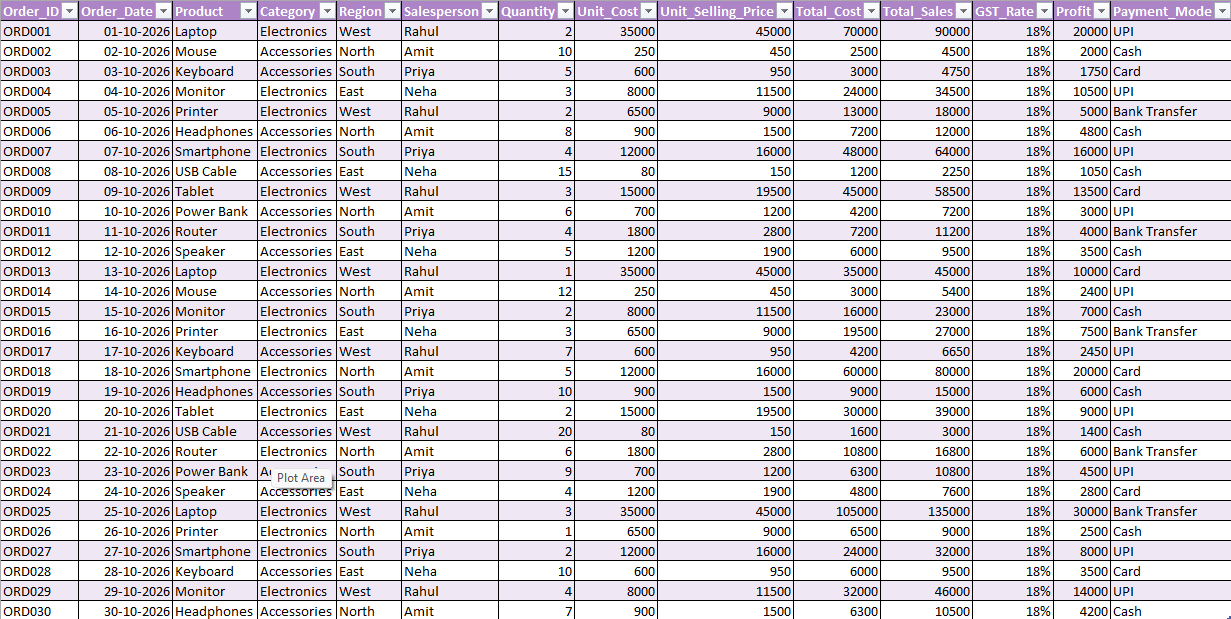 Order_ID Order_Date Product Category Region Salesperson Quantity Unit_Cost Unit_Selling_Price Total_Cost Total_Sales GST_Rate Profit Payment_Mode
ORD001 01-10-2026 Laptop Electronics West Rahul 2 35000 45000 70000 90000 18% 20000 UPI
ORD002 02-10-2026 Mouse Accessories North Amit 10 250 450 2500 4500 18% 2000 Cash
ORD003 03-10-2026 Keyboard Accessories South Priya 5 600 950 3000 4750 18% 1750 Card
ORD004 04-10-2026 Monitor Electronics East Neha 3 8000 11500 24000 34500 18% 10500 UPI
ORD005 05-10-2026 Printer Electronics West Rahul 2 6500 9000 13000 18000 18% 5000 Bank Transfer
ORD006 06-10-2026 Headphones Accessories North Amit 8 900 1500 7200 12000 18% 4800 Cash
ORD007 07-10-2026 Smartphone Electronics South Priya 4 12000 16000 48000 64000 18% 16000 UPI
ORD008 08-10-2026 USB Cable Accessories East Neha 15 80 150 1200 2250 18% 1050 Cash
ORD009 09-10-2026 Tablet Electronics West Rahul 3 15000 19500 45000 58500 18% 13500 Card
ORD010 10-10-2026 Power Bank Accessories North Amit 6 700 1200 4200 7200 18% 3000 UPI
ORD011 11-10-2026 Router Electronics South Priya 4 1800 2800 7200 11200 18% 4000 Bank Transfer
ORD012 12-10-2026 Speaker Accessories East Neha 5 1200 1900 6000 9500 18% 3500 Cash
ORD013 13-10-2026 Laptop Electronics West Rahul 1 35000 45000 35000 45000 18% 10000 Card
ORD014 14-10-2026 Mouse Accessories North Amit 12 250 450 3000 5400 18% 2400 UPI
ORD015 15-10-2026 Monitor Electronics South Priya 2 8000 11500 16000 23000 18% 7000 Cash
ORD016 16-10-2026 Printer Electronics East Neha 3 6500 9000 19500 27000 18% 7500 Bank Transfer
ORD017 17-10-2026 Keyboard Accessories West Rahul 7 600 950 4200 6650 18% 2450 UPI
ORD018 18-10-2026 Smartphone Electronics North Amit 5 12000 16000 60000 80000 18% 20000 Card
ORD019 19-10-2026 Headphones Accessories South Priya 10 900 1500 9000 15000 18% 6000 Cash
ORD020 20-10-2026 Tablet Electronics East Neha 2 15000 19500 30000 39000 18% 9000 UPI
ORD021 21-10-2026 USB Cable Accessories West Rahul 20 80 150 1600 3000 18% 1400 Cash
ORD022 22-10-2026 Router Electronics North Amit 6 1800 2800 10800 16800 18% 6000 Bank Transfer
ORD023 23-10-2026 Power Bank South Priya 9 700 1200 6300 10800 18% 4500 UPI
Plot Area
ORD024 24-10-2026 Speaker Accessories East Neha 4 1200 1900 4800 7600 18% 2800 Card
ORD025 25-10-2026 Laptop Electronics West Rahul 3 35000 45000 105000 135000 18% 30000 Bank Transfer
ORD026 26-10-2026 Printer Electronics North Amit 1 6500 9000 6500 9000 18% 2500 Cash
ORD027 27-10-2026 Smartphone Electronics South Priya 2 12000 16000 24000 32000 18% 8000 UPI
ORD028 28-10-2026 Keyboard Accessories East Neha 10 600 950 6000 9500 18% 3500 Card
ORD029 29-10-2026 Monitor Electronics West Rahul 4 8000 11500 32000 46000 18% 14000 UPI
ORD030 30-10-2026 Headphones Accessories North Amit 7 900 1500 6300 10500 18% 4200 Cash